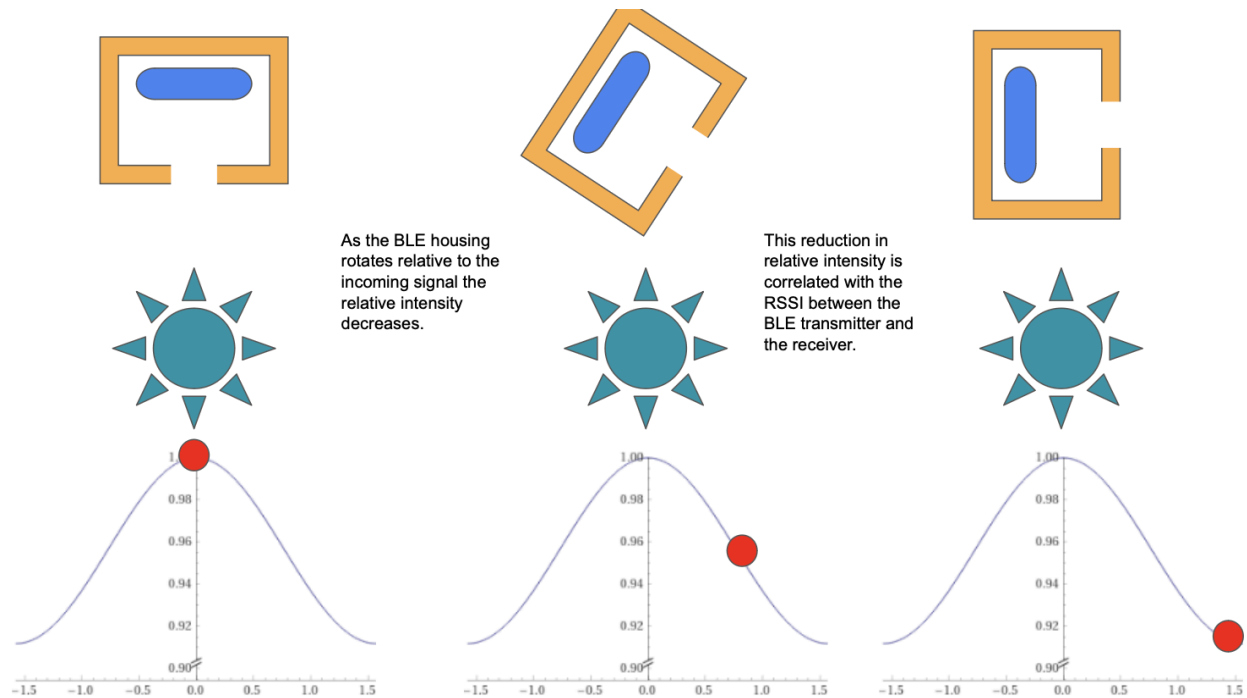 As the BLE housing
rotates relative to the
incoming signal the
relative intensity
decreases.
This reduction in
relative intensity is
correlated with the
RSSI between the
BLE transmitter and
the receiver.
1.
0.98
0.96
0.94
0.92
0.90
-1.5 -1.0 -0.5 0.0 0.5 1.0 1.5
1.00
0.98
0.96
0.94
0.92
0.90
-1.5 -1.0 -0.5 0.0 0.5 1.0 1.5
1.00
0.98
0.96
0.94
0.92
0.90
-1.5 -1.0 -0.5 0.0 0.5 1.0 1.5